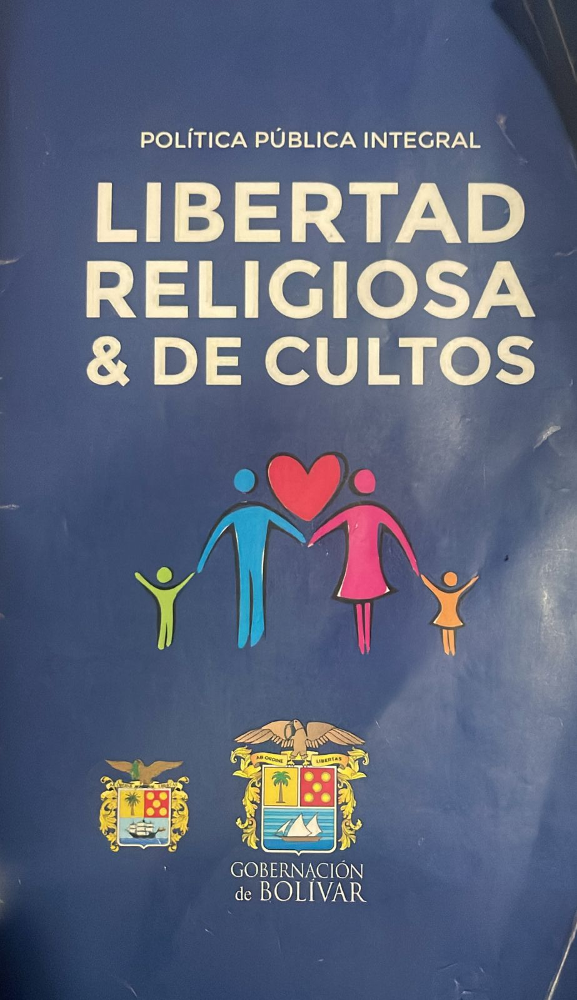 POLÍTICA PÚBLICA INTEGRAL
LIBERTAD
RELIGIOSA
& DE CULTOS
AB ORDINE LIBERTAS
GOBERNACIÓN
de BOLÍVAR